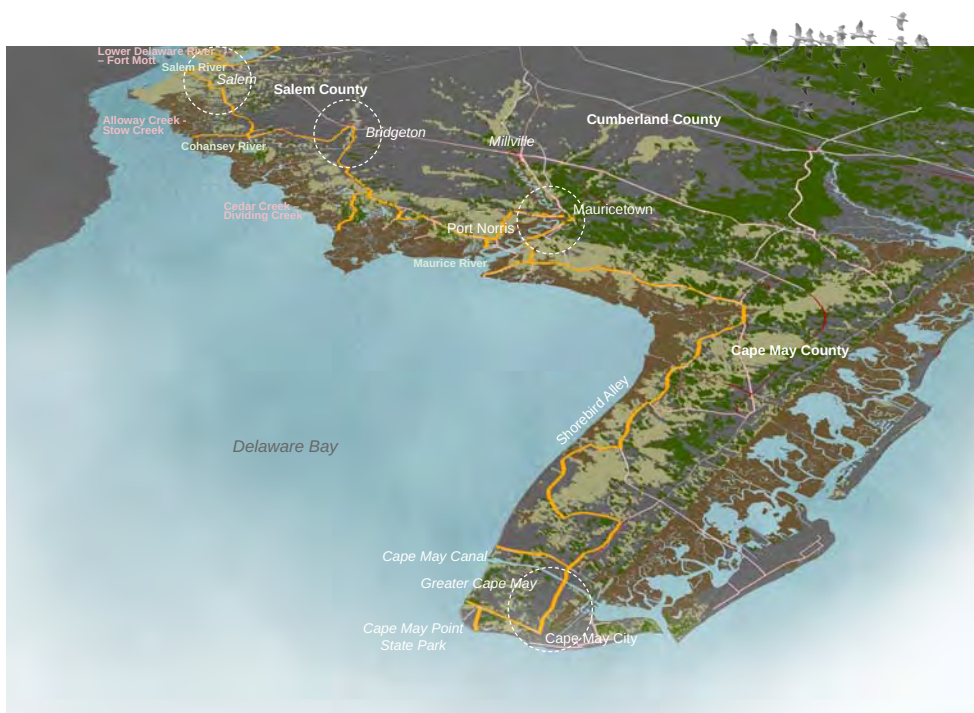 Lower Delaware River
– Fort Mott
Salem River
Salem
Salem County
Alloway Creek -
Stow Creek
Bridgeton
Cumberland County
Millville
Cohansey River
Cedar Creek
Dividing Creek
Mauricetown
Port Norris
Maurice River
Cape May County
Shorebird Alley
Delaware Bay
Cape May Canal
Greater Cape May
Cape May Point
State Park
Cape May City